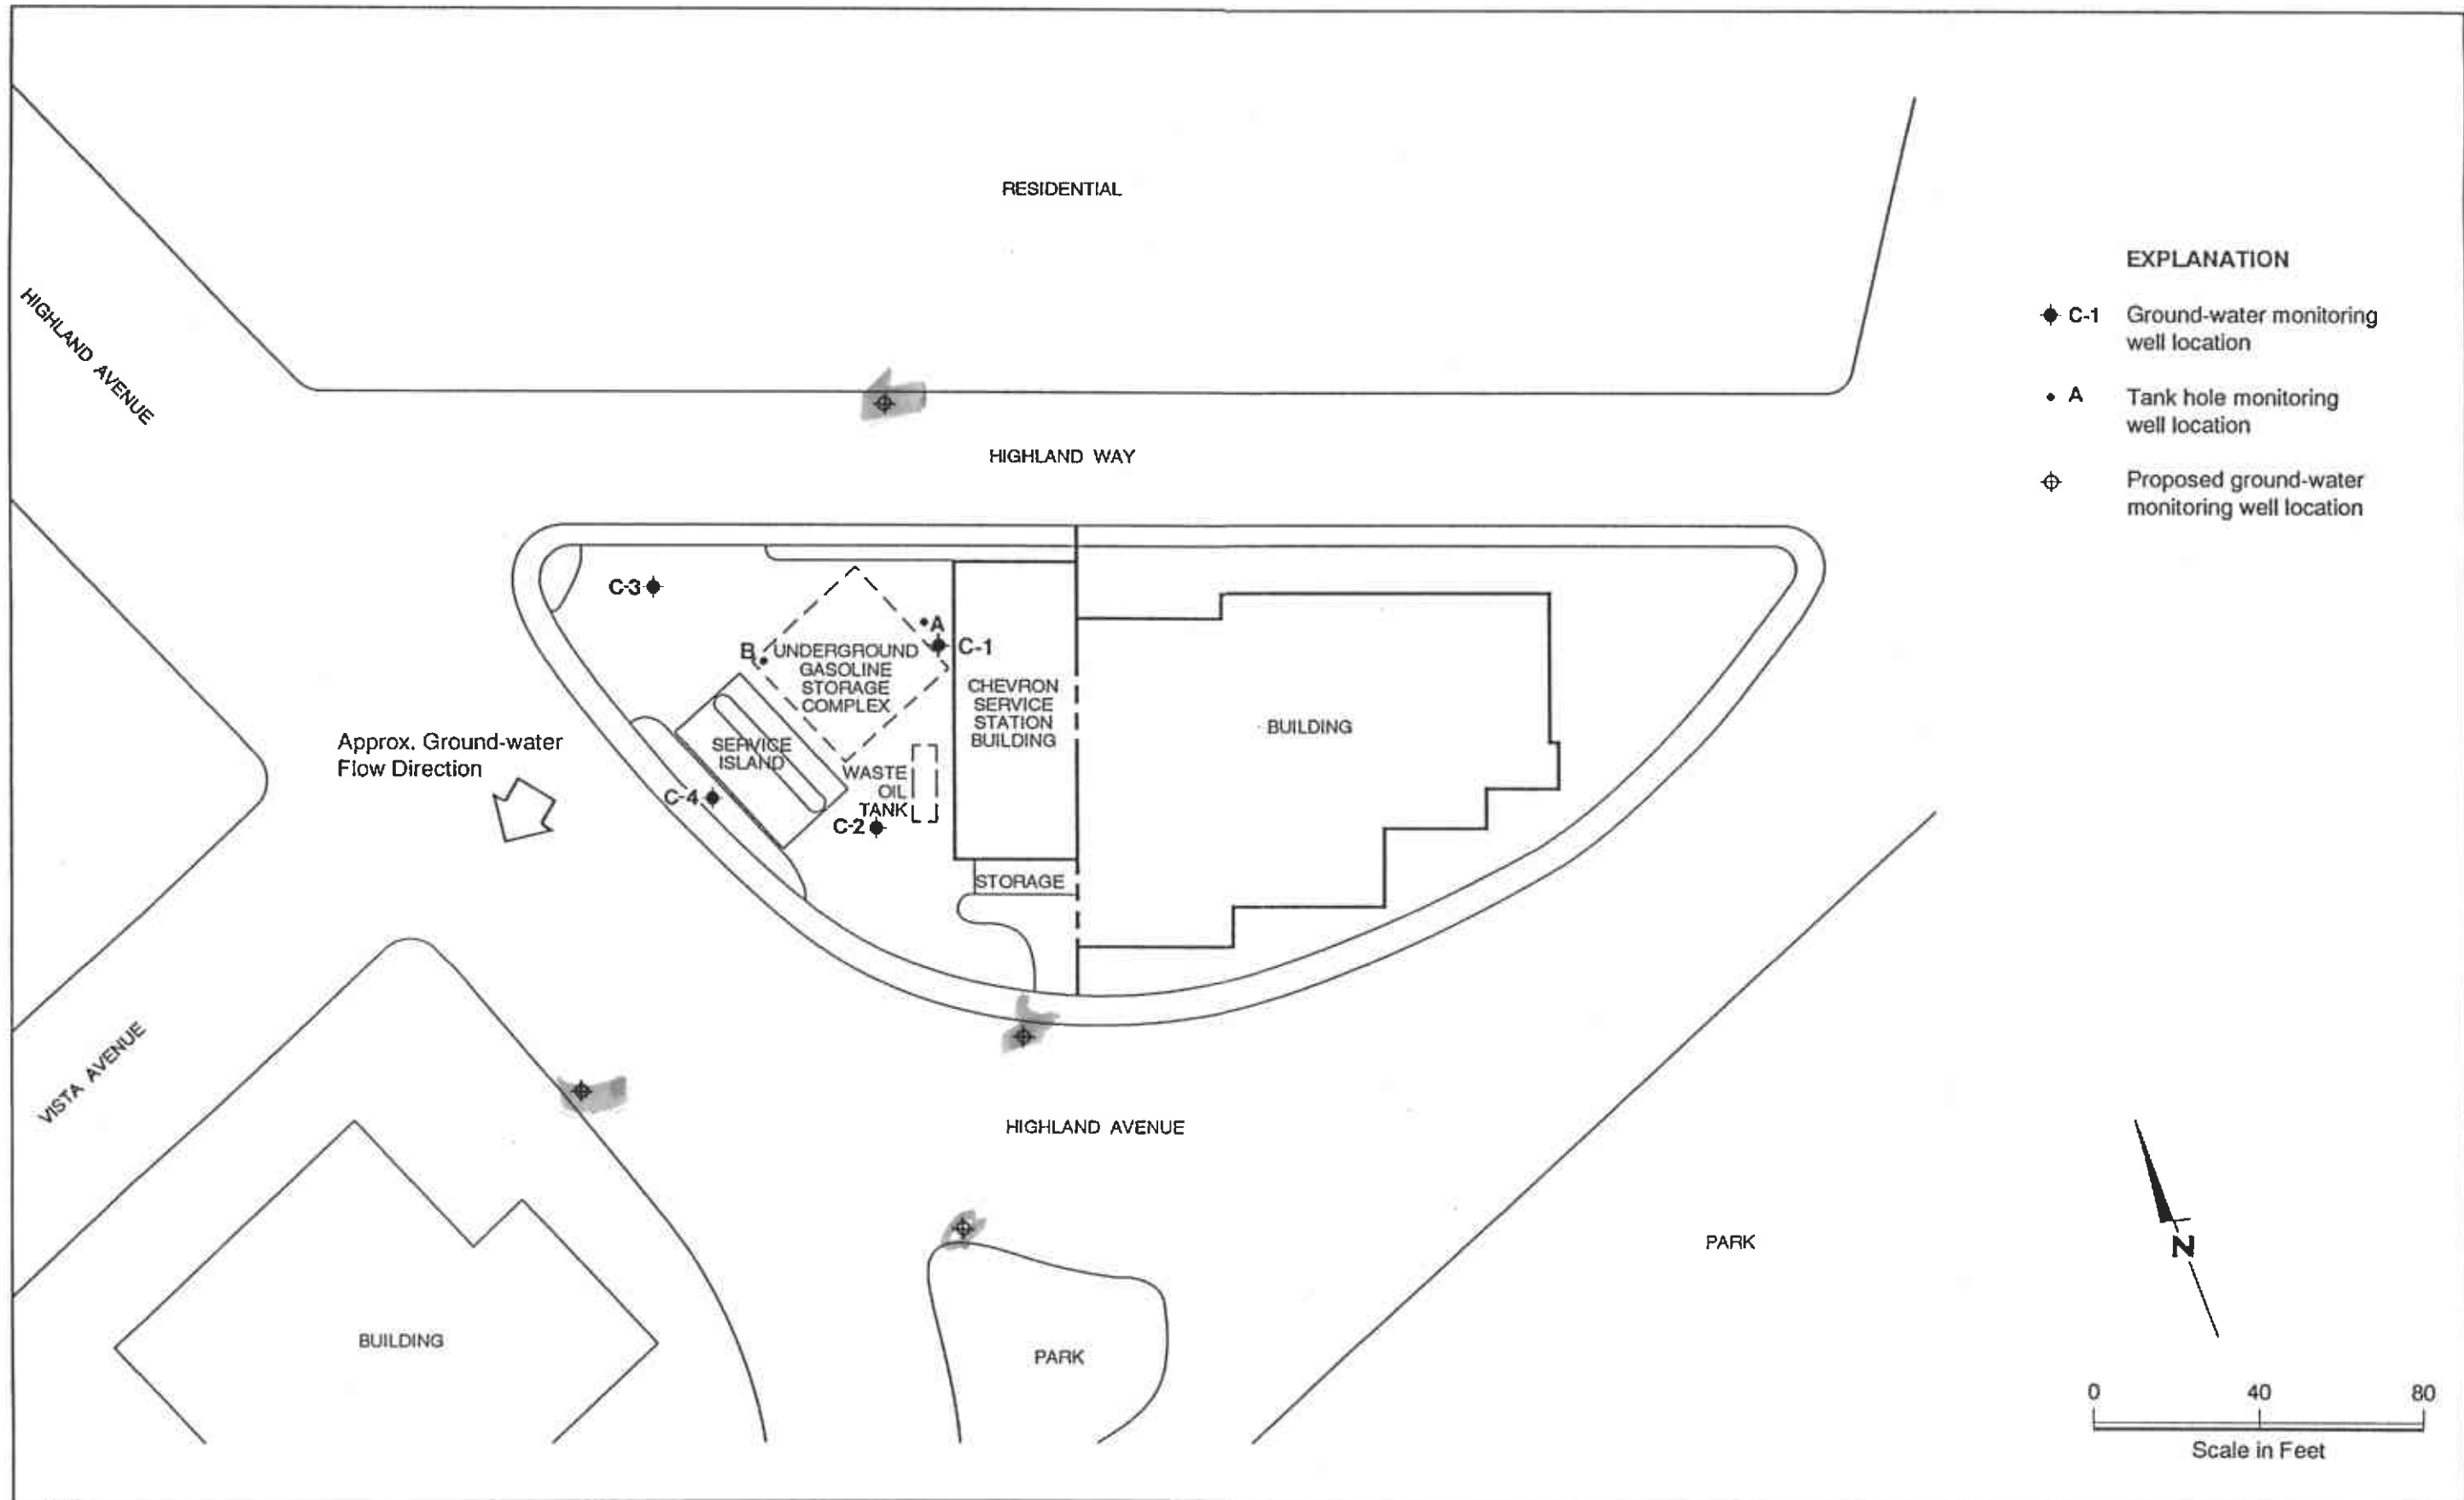 RESIDENTIAL
EXPLANATION
C-1 Ground-water monitoring
well location
A Tank hole monitoring
well location
Proposed ground-water
monitoring well location
HIGHLAND AVENUE
HIGHLAND WAY
C-3
A
C-1
B
UNDERGROUND
GASOLINE
STORAGE
COMPLEX
CHEVRON
SERVICE
STATION
BUILDING
BUILDING
Approx. Ground-water
Flow Direction
SERVICE
ISLAND
WASTE
OIL
TANK
C-4
C-2
STORAGE
VISTA AVENUE
HIGHLAND AVENUE
PARK
N
BUILDING
PARK
0 40 80
Scale in Feet